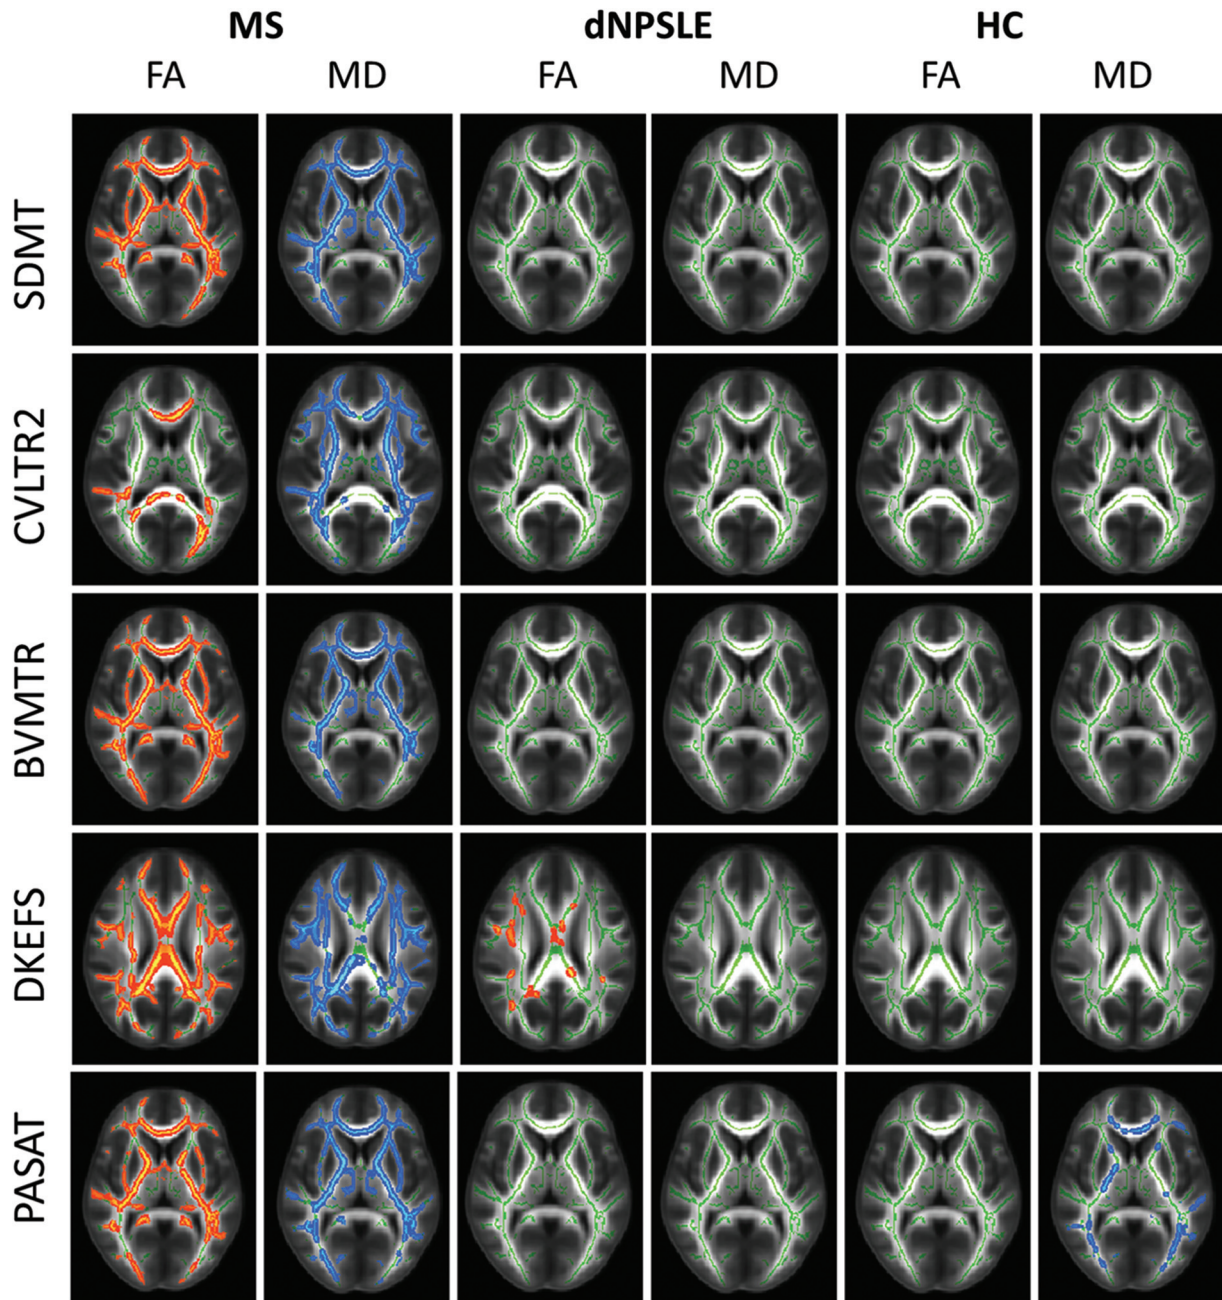 MS dNPSLE HC
FA MD FA MD FA MD
SDMT
CVLTR2
BVMTR
DKEFS
PASAT